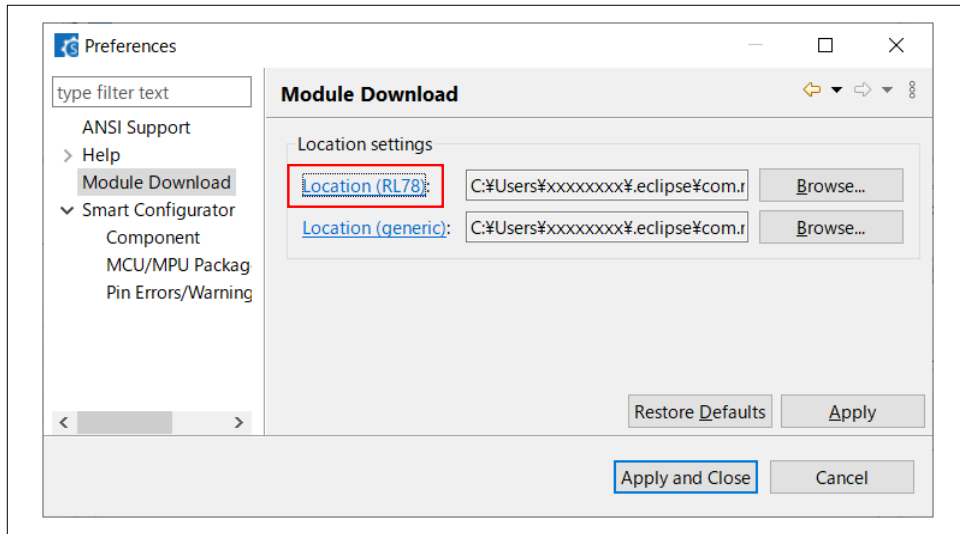 Preferences
type filter text
ANSI Support
Help
Module Download
Smart Configurator
Component
MCU/MPU Packag
Pin Errors/Warning
Module Download
Location settings
Location (RL78): C:¥Users¥xxxxxxxx¥.eclipse¥com.r Browse...
Location (generic): C:¥Users¥xxxxxxxx¥.eclipse¥com.r Browse...
Restore Defaults Apply
Apply and Close Cancel